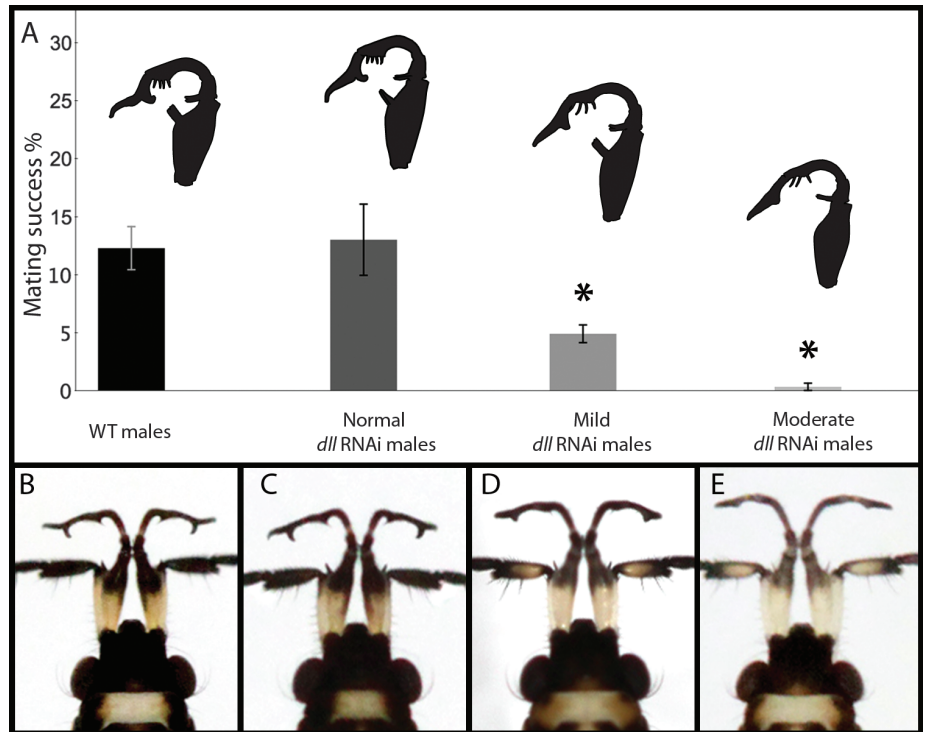 A
30
25
20
15
10
5
0
Mating success %
*
*
WT males
Normal
dll RNAi males
Mild
dll RNAi males
Moderate
dll RNAi males
B
C
D
E